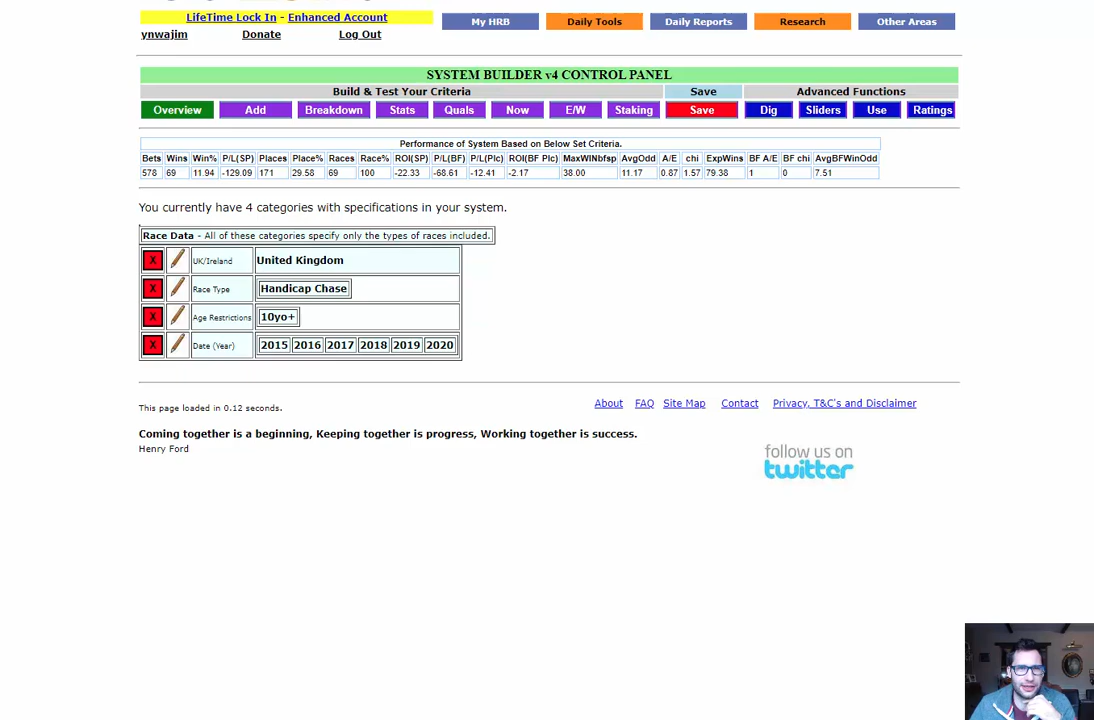 LifeTime Lock In - Enhanced Account
ynwajim Donate Log Out
My HRB Daily Tools Daily Reports Research Other Areas
SYSTEM BUILDER v4 CONTROL PANEL
Build & Test Your Criteria Save Advanced Functions
Overview Add Breakdown Stats Quals Now E/W Staking Save Dig Sliders Use Ratings
Performance of System Based on Below Set Criteria.
Bets Wins Win% P/L(SP) Places Place% Races Race% ROI(SP) P/L(BF) P/L(Plc) ROI(BF Plc) MaxWINbfsp AvgOdd A/E chi ExpWins BF A/E BF chi AvgBFWinOdd
578 69 11.94 -129.09 171 29.58 69 100 -22.33 -68.61 -12.41 -2.17 38.00 11.17 0.87 1.57 79.38 1 0 7.51
You currently have 4 categories with specifications in your system.
Race Data - All of these categories specify only the types of races included.
X UK/Ireland United Kingdom
X Race Type Handicap Chase
X Age Restrictions 10yo+
X Date (Year) 2015 2016 2017 2018 2019 2020
This page loaded in 0.12 seconds.
About FAQ Site Map Contact Privacy, T&C's and Disclaimer
Coming together is a beginning, Keeping together is progress, Working together is success.
Henry Ford
follow us on
twitter